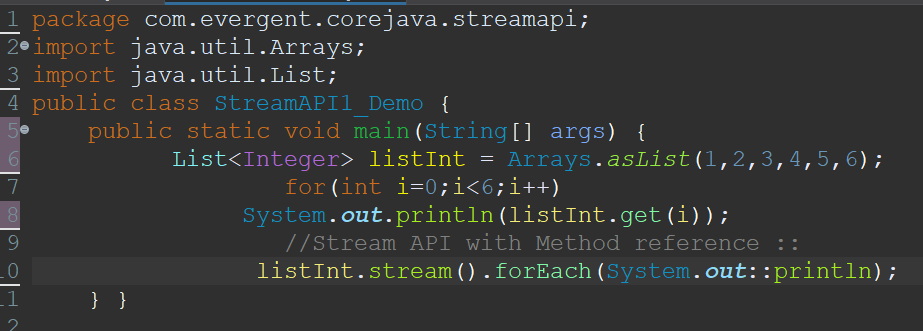 1 package com.evergent.corejava.streamapi;
2 import java.util.Arrays;
3 import java.util.List;
4 public class StreamAPI1_Demo {
5 public static void main(String[] args) {
6 List<Integer> listInt = Arrays.asList(1,2,3,4,5,6);
7 for(int i=0;i<6;i++)
8 System.out.println(listInt.get(i));
9 //Stream API with Method reference ::
10 listInt.stream().forEach(System.out::println);
11 } }
2